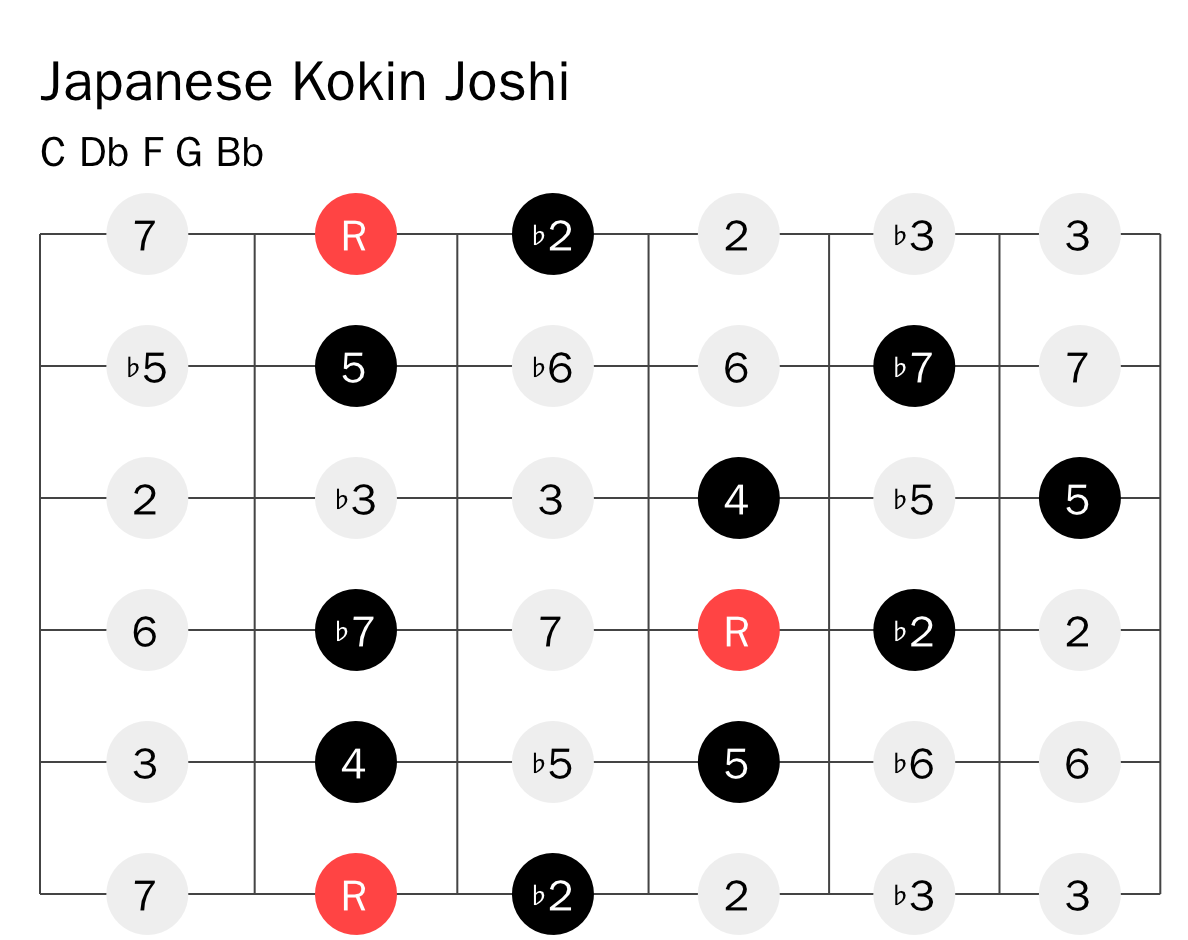 Japanese Kokin Joshi
C Db F G Bb
7 R ♭2 2 ♭3 3
♭5 5 ♭6 6 ♭7 7
2 ♭3 3 4 ♭5 5
6 ♭7 7 R ♭2 2
3 4 ♭5 5 ♭6 6
7 R ♭2 2 ♭3 3